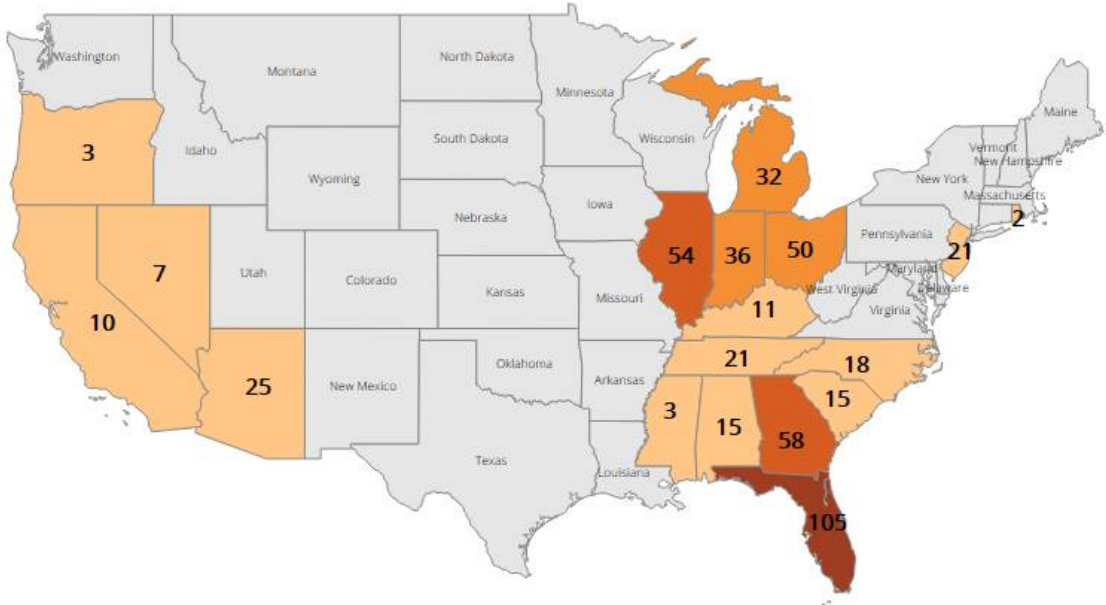 Washington
Montana
North Dakota
Minnesota
Maine
Vermont
New Hampshire
3
Idaho
South Dakota
Wisconsin
32
New York
Massachusetts
Wyoming
Nebraska
Iowa
2
7
Utah
Colorado
54
36
50
Pennsylvania
21
10
Kansas
Missouri
West Virginia
Maryland
Delaware
Virginia
11
25
New Mexico
Oklahoma
Arkansas
21
18
3
15
58
15
Texas
Louisiana
105